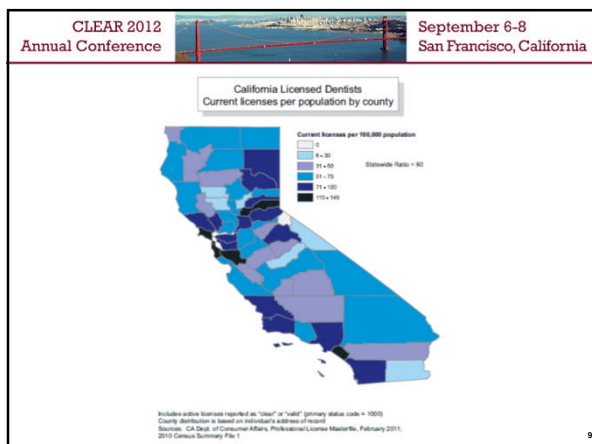 CLEAR 2012
Annual Conference
September 6-8
San Francisco, California
California Licensed Dentists
Current licenses per population by county
Current licenses per 100,000 population
0
6 - 30
31 - 50
51 - 70
71 - 100
110 - 145
Statewide Ratio = 80
Includes active licenses reported as "clear" or "valid" (primary status code = 1000)
County distribution is based on individual's address of record
Sources: CA Dept. of Consumer Affairs, Professional License Masterfile, February 2011;
2010 Census Summary File 1
9